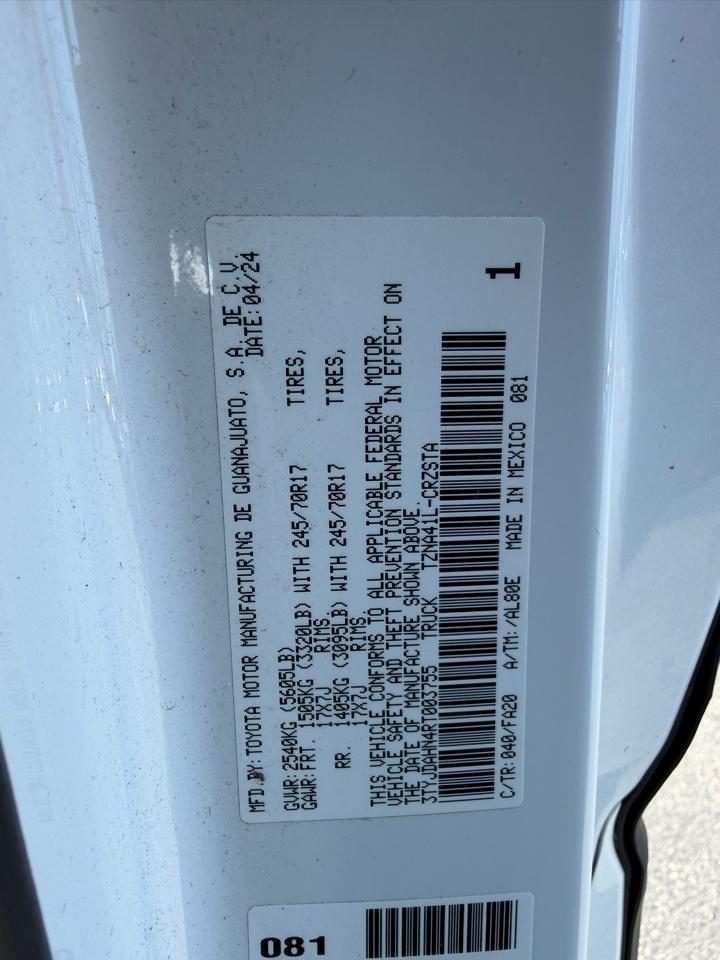 MFD. BY: TOYOTA MOTOR MANUFACTURING DE GUANAJUATO, S.A. DE C.V.
DATE: 04/24
GVWR: 2540KG (5605LB)
GAWR: FRT. 1505KG (3320LB) WITH 245/70R17 TIRES,
17X7J RIMS,
RR. 1405KG (3095LB) WITH 245/70R17 TIRES,
17X7J RIMS.
THIS VEHICLE CONFORMS TO ALL APPLICABLE FEDERAL MOTOR
VEHICLE SAFETY AND THEFT PREVENTION STANDARDS IN EFFECT ON
THE DATE OF MANUFACTURE SHOWN ABOVE.
3TYJDAHN4RT003755 TRUCK TZNA41L-CRZSTA
1
C/TR: 040/FA20 A/TM: /AL80E MADE IN MEXICO 081
081